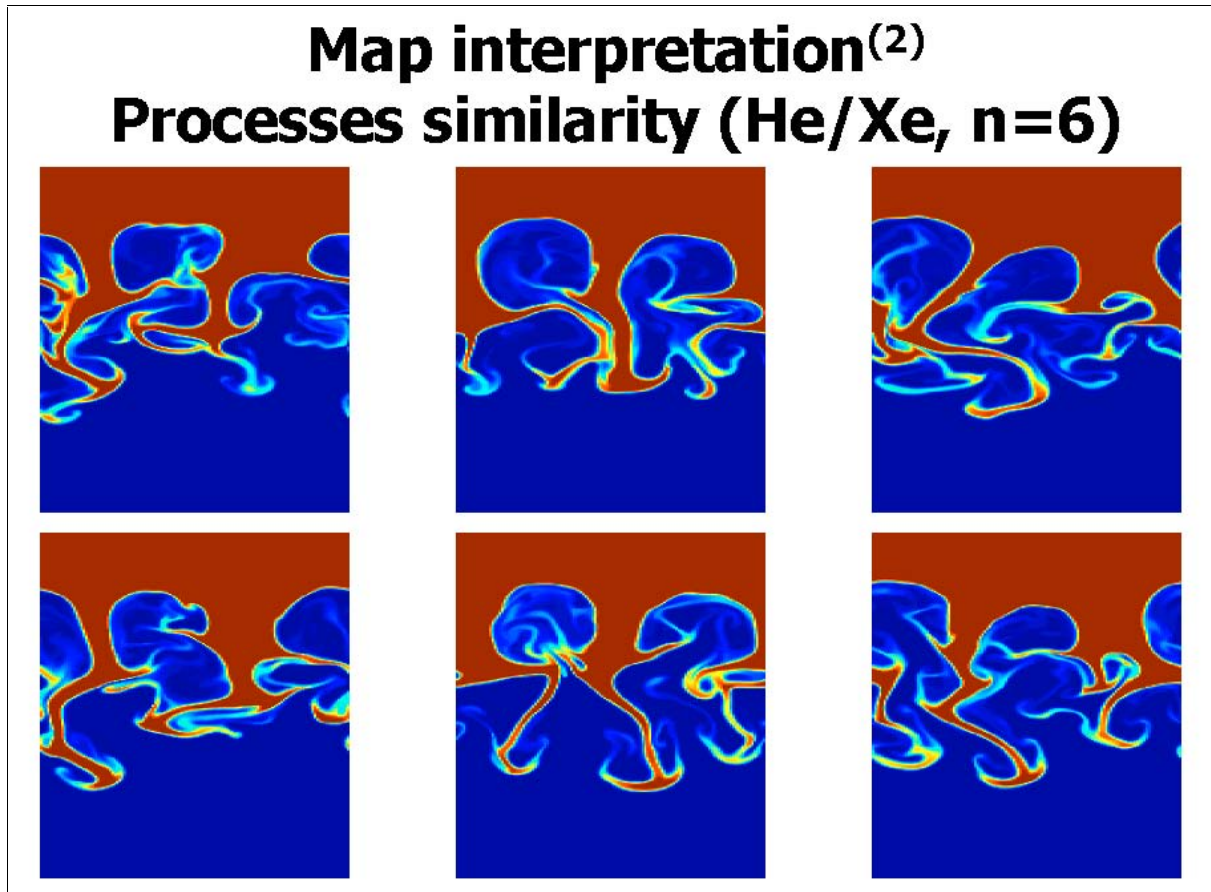 Map interpretation(2)
Processes similarity (He/Xe, n=6)